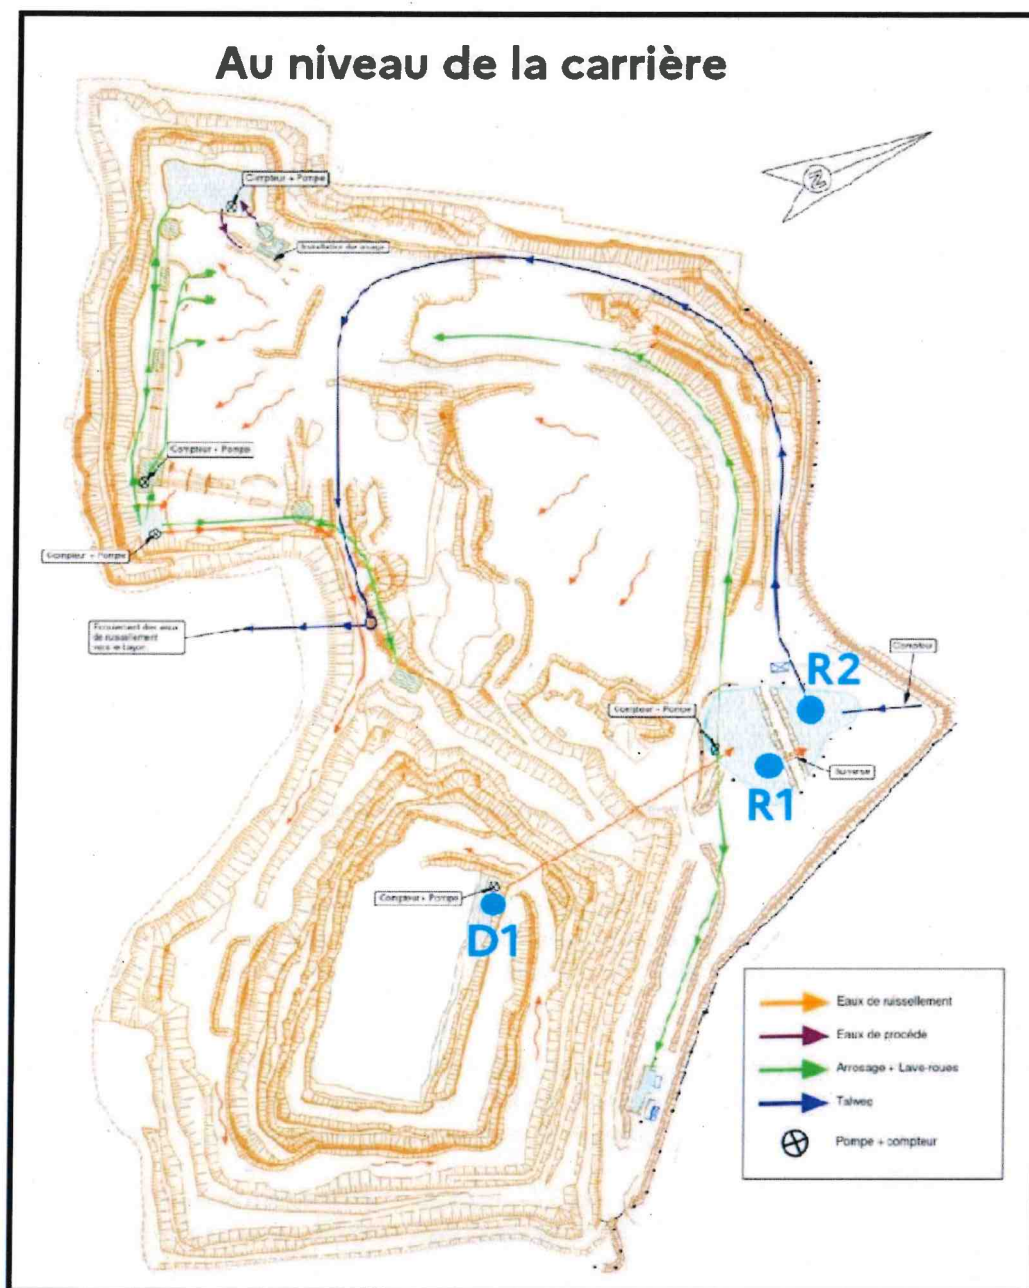 Au niveau de la carrière
N
Compteur + Pompe
Installation de lavage
Compteur + Pompe
Compteur + Pompe
Ecoulement des eaux
de ruissellement
vers le Layon
Compteur
R2
Compteur + Pompe
Surverse
R1
Compteur + Pompe
D1
Eaux de ruissellement
Eaux de procédé
Arrosage + Lave-roues
Talweg
Pompe + compteur